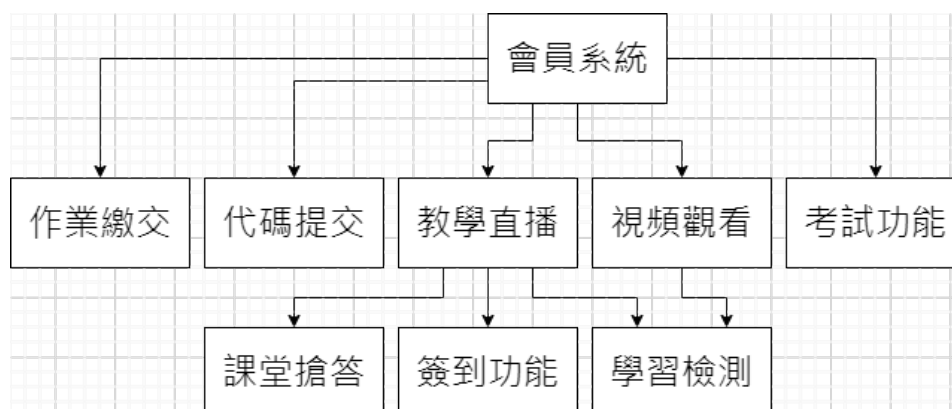 會員系統
作業繳交
代碼提交
教學直播
視頻觀看
考試功能
課堂搶答
簽到功能
學習檢測